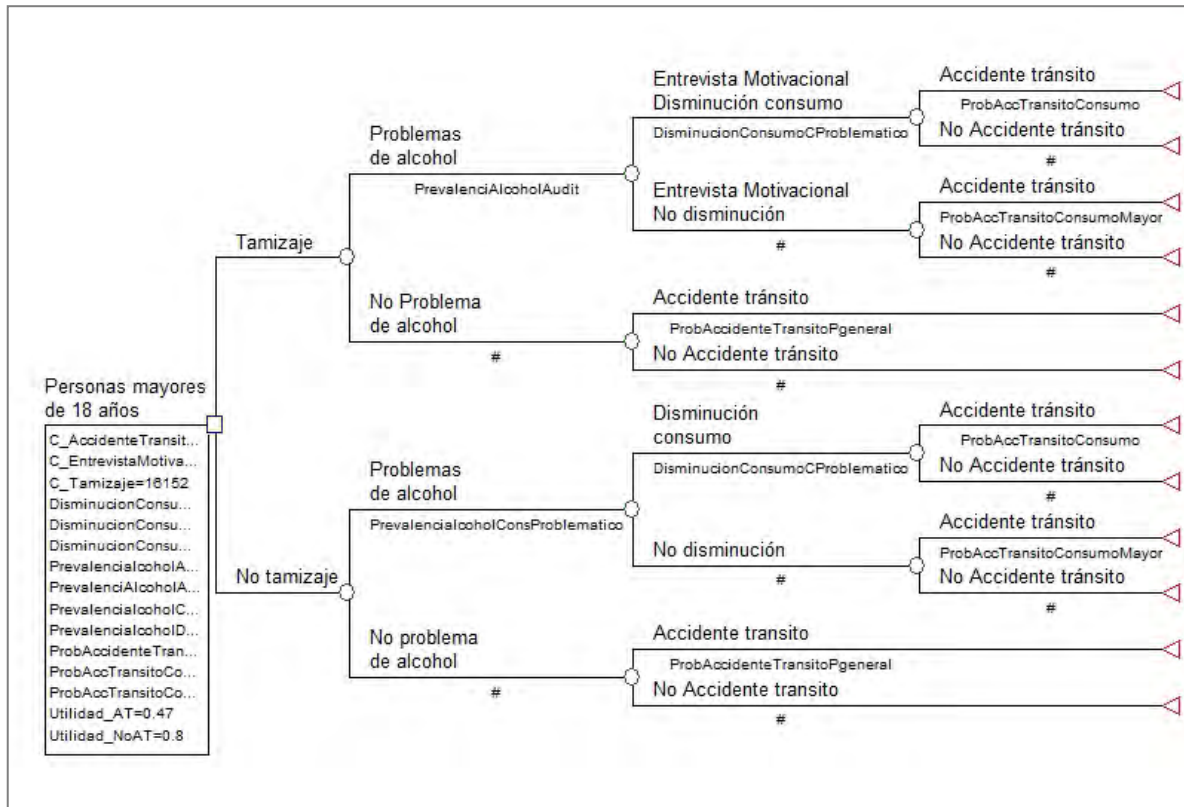 Entrevista Motivacional
Disminución consumo
DisminucionConsumoCProblematico
Accidente tránsito
ProbAccTransitoConsumo
No Accidente tránsito
#
Problemas
de alcohol
PrevalenciAlcoholAudit
Entrevista Motivacional
No disminución
#
Accidente tránsito
ProbAccTransitoConsumoMayor
No Accidente tránsito
#
Tamizaje
No Problema
de alcohol
#
Accidente tránsito
ProbAccidenteTransitoPgeneral
No Accidente tránsito
#
Personas mayores
de 18 años
C_AccidenteTransit...
C_EntrevistaMotiva...
C_Tamizaje=16152
DisminucionConsu...
DisminucionConsu...
DisminucionConsu...
PrevalencialcoholA...
PrevalenciAlcoholA...
PrevalencialcoholC...
PrevalencialcoholD...
ProbAccidenteTran...
ProbAccTransitoCo...
ProbAccTransitoCo...
Utilidad_AT=0.47
Utilidad_NoAT=0.8
Disminución
consumo
DisminucionConsumoCProblematico
Accidente tránsito
ProbAccTransitoConsumo
No Accidente tránsito
#
Problemas
de alcohol
PrevalencialcoholConsProblematico
No disminución
#
Accidente tránsito
ProbAccTransitoConsumoMayor
No Accidente tránsito
#
No tamizaje
No problema
de alcohol
#
Accidente transito
ProbAccidenteTransitoPgeneral
No Accidente transito
#